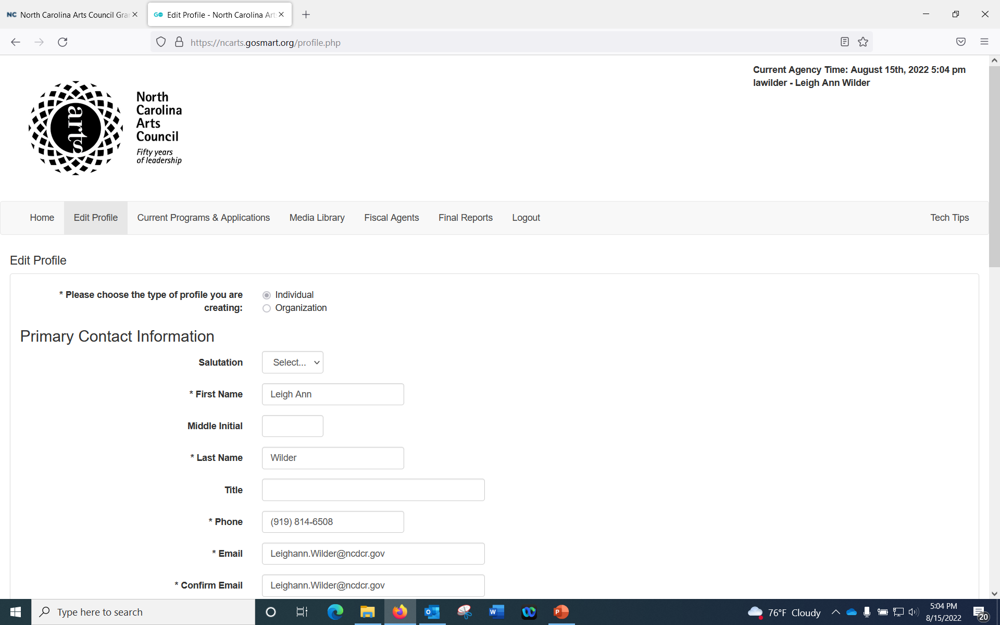 NC North Carolina Arts Council Gra
GO Edit Profile - North Carolina Art
https://ncarts.gosmart.org/profile.php
Current Agency Time: August 15th, 2022 5:04 pm
lawilder - Leigh Ann Wilder
arts
North
Carolina
Arts
Council
Fifty years
of leadership
Home
Edit Profile
Current Programs & Applications
Media Library
Fiscal Agents
Final Reports
Logout
Tech Tips
Edit Profile
* Please choose the type of profile you are
creating:
Individual
Organization
Primary Contact Information
Salutation
Select...
* First Name
Leigh Ann
Middle Initial
* Last Name
Wilder
Title
* Phone
(919) 814-6508
* Email
Leighann.Wilder@ncdcr.gov
* Confirm Email
Leighann.Wilder@ncdcr.gov
Type here to search
76°F Cloudy
5:04 PM
8/15/2022
20